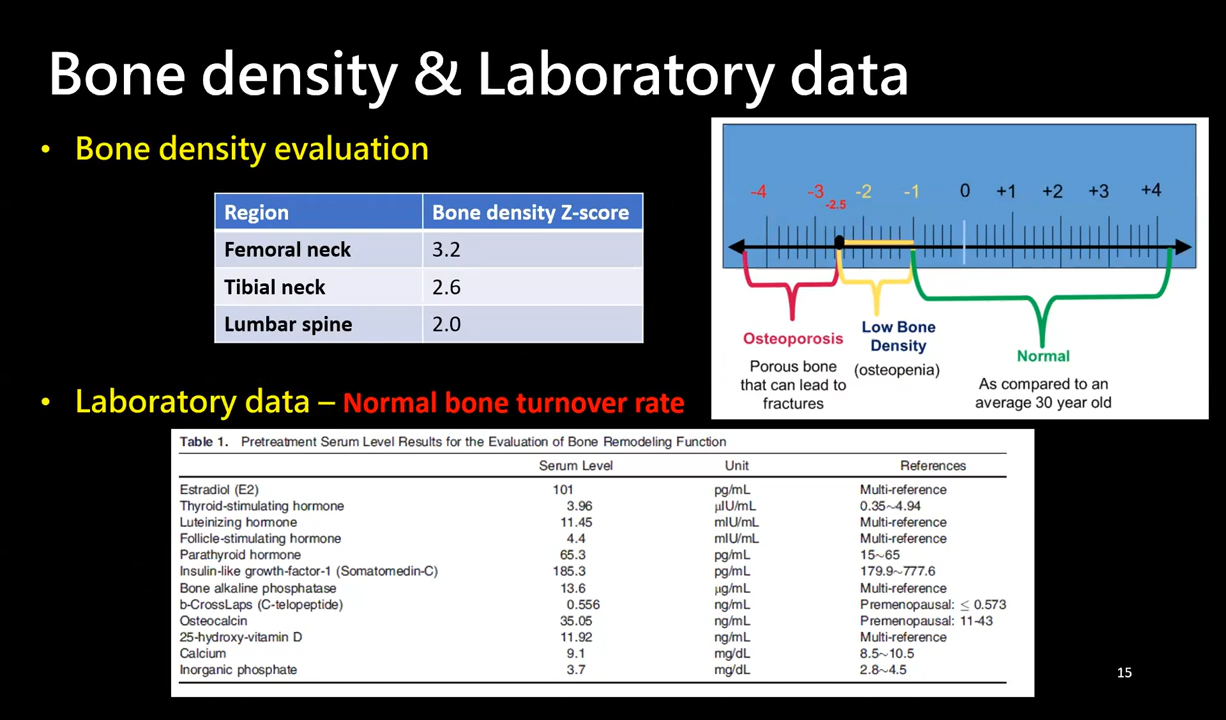 Bone density & Laboratory data
• Bone density evaluation
Region Bone density Z-score
Femoral neck 3.2
Tibial neck 2.6
Lumbar spine 2.0
-4 -3 -2.5 -2 -1 0 +1 +2 +3 +4
Osteoporosis
Porous bone
that can lead to
fractures
Low Bone
Density
(osteopenia)
Normal
As compared to an
average 30 year old
• Laboratory data – Normal bone turnover rate
Table 1. Pretreatment Serum Level Results for the Evaluation of Bone Remodeling Function
Serum Level Unit References
Estradiol (E2) 101 pg/mL Multi-reference
Thyroid-stimulating hormone 3.96 μIU/mL 0.35~4.94
Luteinizing hormone 11.45 mIU/mL Multi-reference
Follicle-stimulating hormone 4.4 mIU/mL Multi-reference
Parathyroid hormone 65.3 pg/mL 15~65
Insulin-like growth-factor-1 (Somatomedin-C) 185.3 pg/mL 179.9~777.6
Bone alkaline phosphatase 13.6 μg/mL Multi-reference
b-CrossLaps (C-telopeptide) 0.556 ng/mL Premenopausal: ≤ 0.573
Osteocalcin 35.05 ng/mL Premenopausal: 11-43
25-hydroxy-vitamin D 11.92 ng/mL Multi-reference
Calcium 9.1 mg/dL 8.5~10.5
Inorganic phosphate 3.7 mg/dL 2.8~4.5
15